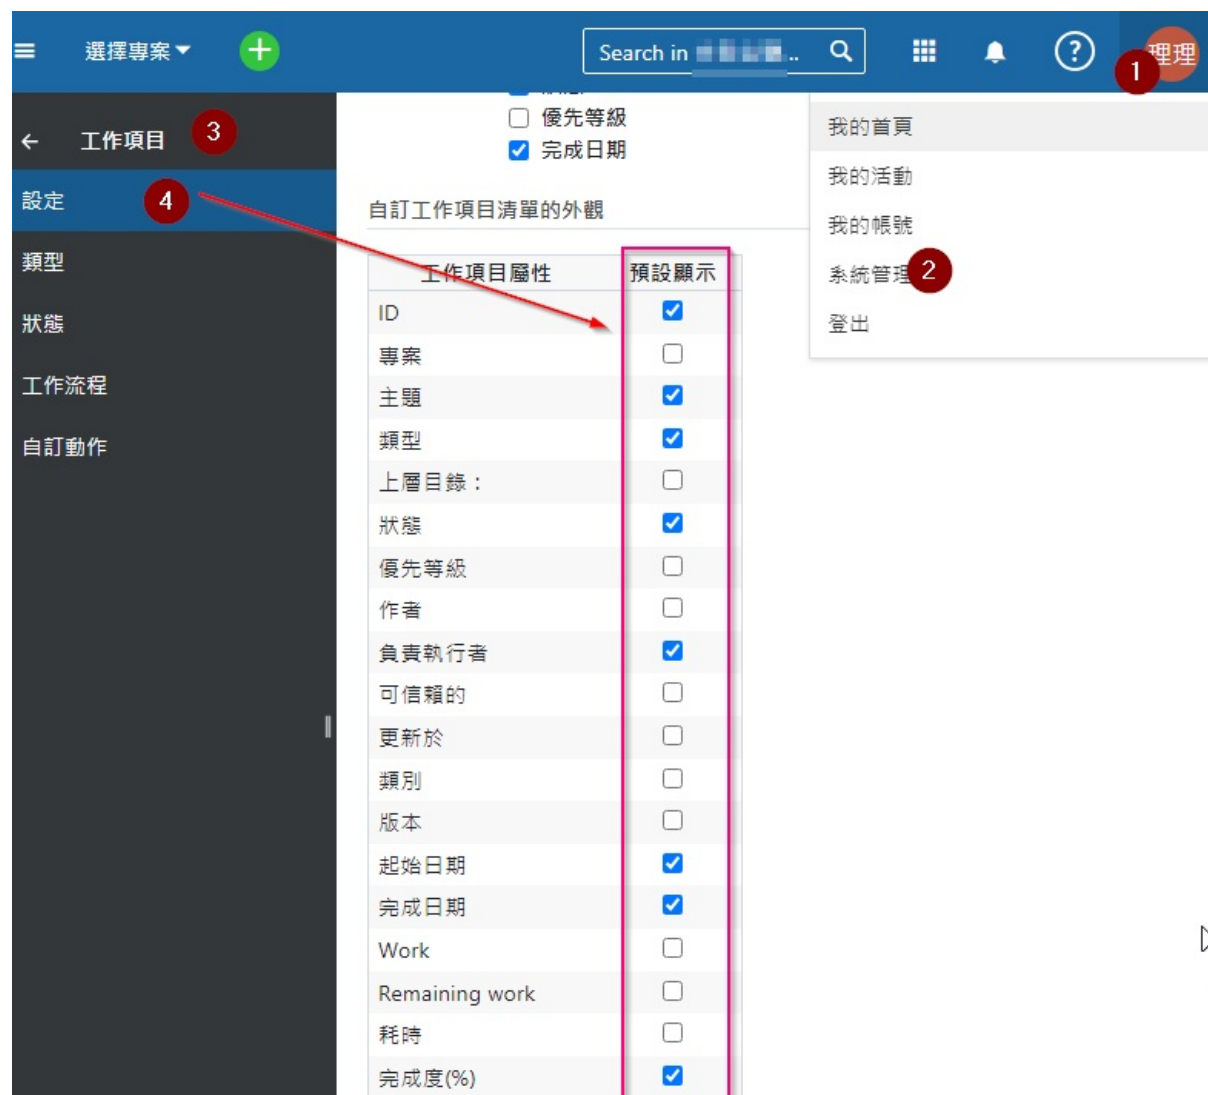 選擇專案
Search in
..
1
理理
優先等級
完成日期
我的首頁
我的活動
我的帳號
系統管理
2
登出
工作項目
3
設定
4
類型
狀態
工作流程
自訂動作
自訂工作項目清單的外觀
工作項目屬性 預設顯示
ID
專案
主題
類型
上層目錄：
狀態
優先等級
作者
負責執行者
可信賴的
更新於
類別
版本
起始日期
完成日期
Work
Remaining work
耗時
完成度(%)